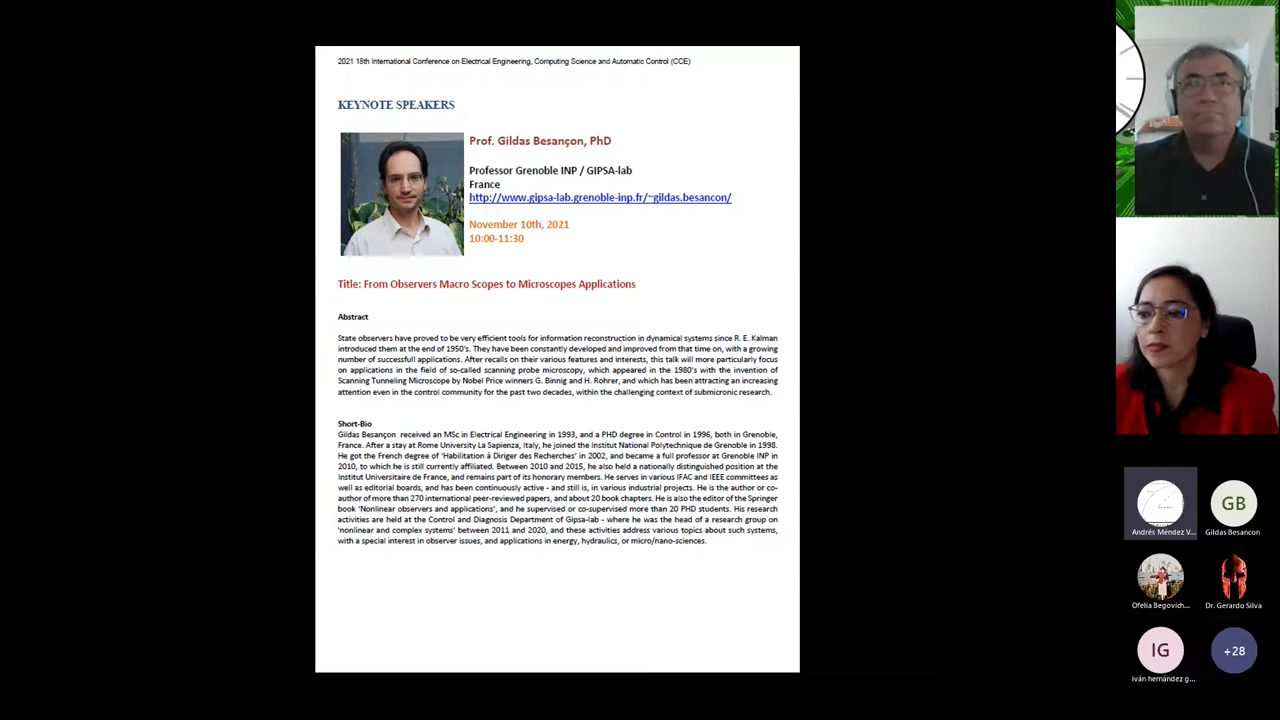 2021 18th International Conference on Electrical Engineering, Computing Science and Automatic Control (CCE)
KEYNOTE SPEAKERS
Prof. Gildas Besançon, PhD
Professor Grenoble INP / GIPSA-lab
France
http://www.gipsa-lab.grenoble-inp.fr/~gildas.besancon/
November 10th, 2021
10:00-11:30
Title: From Observers Macro Scopes to Microscopes Applications
Abstract
State observers have proved to be very efficient tools for information reconstruction in dynamical systems since R. E. Kalman
introduced them at the end of 1950's. They have been constantly developed and improved from that time on, with a growing
number of successfull applications. After recalls on their various features and interests, this talk will more particularly focus
on applications in the field of so-called scanning probe microscopy, which appeared in the 1980's with the invention of
Scanning Tunneling Microscope by Nobel Price winners G. Binnig and H. Rohrer, and which has been attracting an increasing
attention even in the control community for the past two decades, within the challenging context of submicronic research.
Short-Bio
Gildas Besançon received an MSc in Electrical Engineering in 1993, and a PHD degree in Control in 1996, both in Grenoble,
France. After a stay at Rome University La Sapienza, Italy, he joined the Institut National Polytechnique de Grenoble in 1998.
He got the French degree of 'Habilitation à Diriger des Recherches' in 2002, and became a full professor at Grenoble INP in
2010, to which he is still currently affiliated. Between 2010 and 2015, he also held a nationally distinguished position at the
Institut Universitaire de France, and remains part of its honorary members. He serves in various IFAC and IEEE committees as
well as editorial boards, and has been continuously active - and still is, in various industrial projects. He is the author or co-
author of more than 270 international peer-reviewed papers, and about 20 book chapters. He is also the editor of the Springer
book 'Nonlinear observers and applications', and he supervised or co-supervised more than 20 PHD students. His research
activities are held at the Control and Diagnosis Department of Gipsa-lab - where he was the head of a research group on
'nonlinear and complex systems' between 2011 and 2020, and these activities address various topics about such systems,
with a special interest in observer issues, and applications in energy, hydraulics, or micro/nano-sciences.
Andrés Méndez V...
GB
Gildas Besancon
Ofelia Begovich...
Dr. Gerardo Silva
IG
+28
iván hernández g...